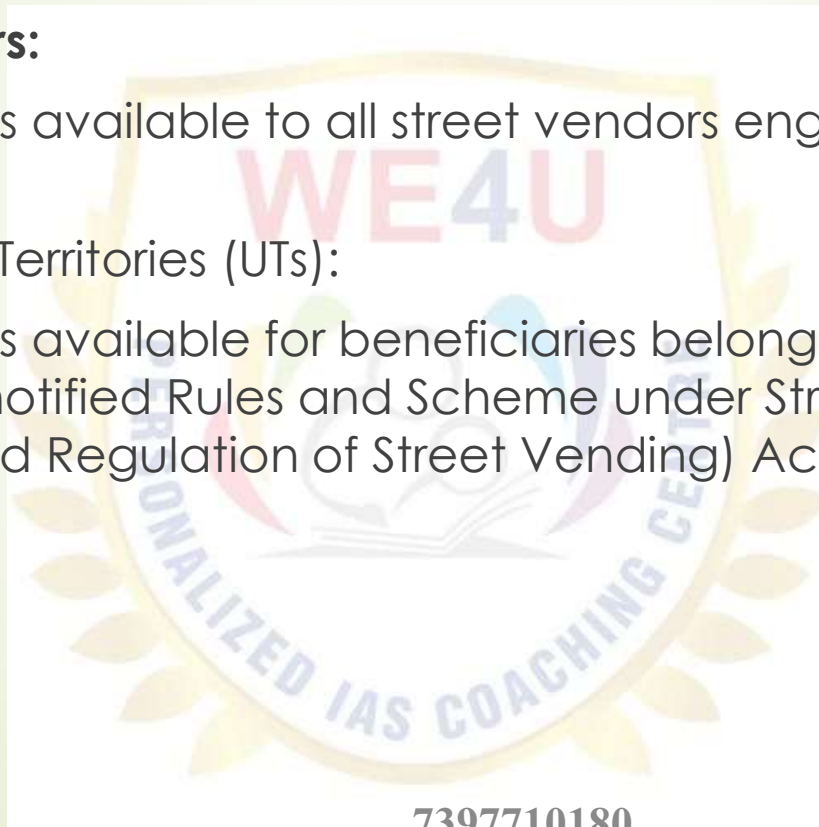 rs:
s available to all street vendors eng
Territories (UTs):
s available for beneficiaries belong
notified Rules and Scheme under Str
d Regulation of Street Vending) Ac
WE4U
PERSONALIZED IAS COACHING CENTRE
7397710180